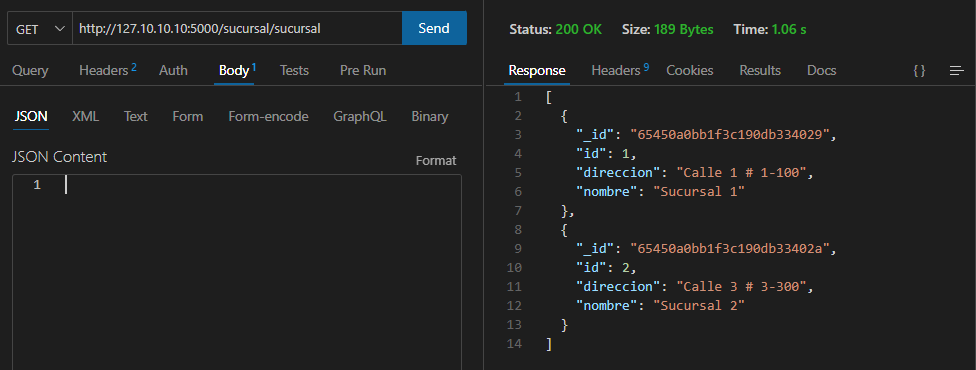 GET http://127.10.10.10:5000/sucursal/sucursal Send
Query Headers 2 Auth Body 1 Tests Pre Run
JSON XML Text Form Form-encode GraphQL Binary
JSON Content Format
1
Status: 200 OK Size: 189 Bytes Time: 1.06 s
Response Headers 9 Cookies Results Docs {}
1 [
2 {
3 "_id": "65450a0bb1f3c190db334029",
4 "id": 1,
5 "direccion": "Calle 1 # 1-100",
6 "nombre": "Sucursal 1"
7 },
8 {
9 "_id": "65450a0bb1f3c190db33402a",
10 "id": 2,
11 "direccion": "Calle 3 # 3-300",
12 "nombre": "Sucursal 2"
13 }
14 ]